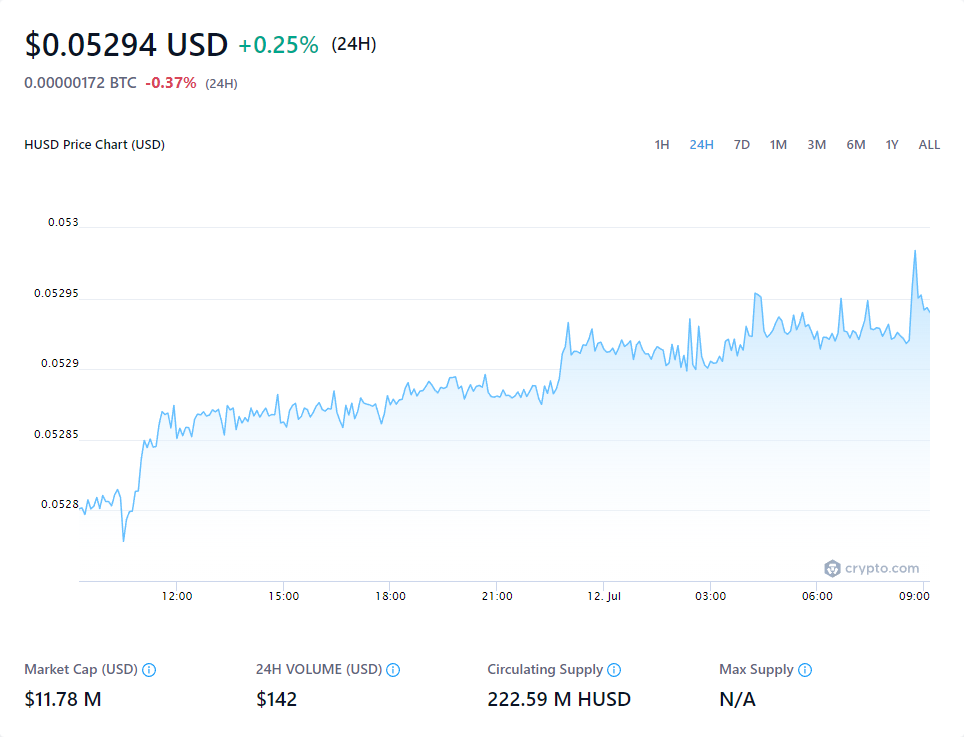 $0.05294 USD +0.25% (24H)
0.00000172 BTC -0.37% (24H)
HUSD Price Chart (USD) 1H 24H 7D 1M 3M 6M 1Y ALL
0.053
0.05295
0.0529
0.05285
0.0528
crypto.com
12:00 15:00 18:00 21:00 12. Jul 03:00 06:00 09:00
Market Cap (USD) 24H VOLUME (USD) Circulating Supply Max Supply
$11.78 M $142 222.59 M HUSD N/A